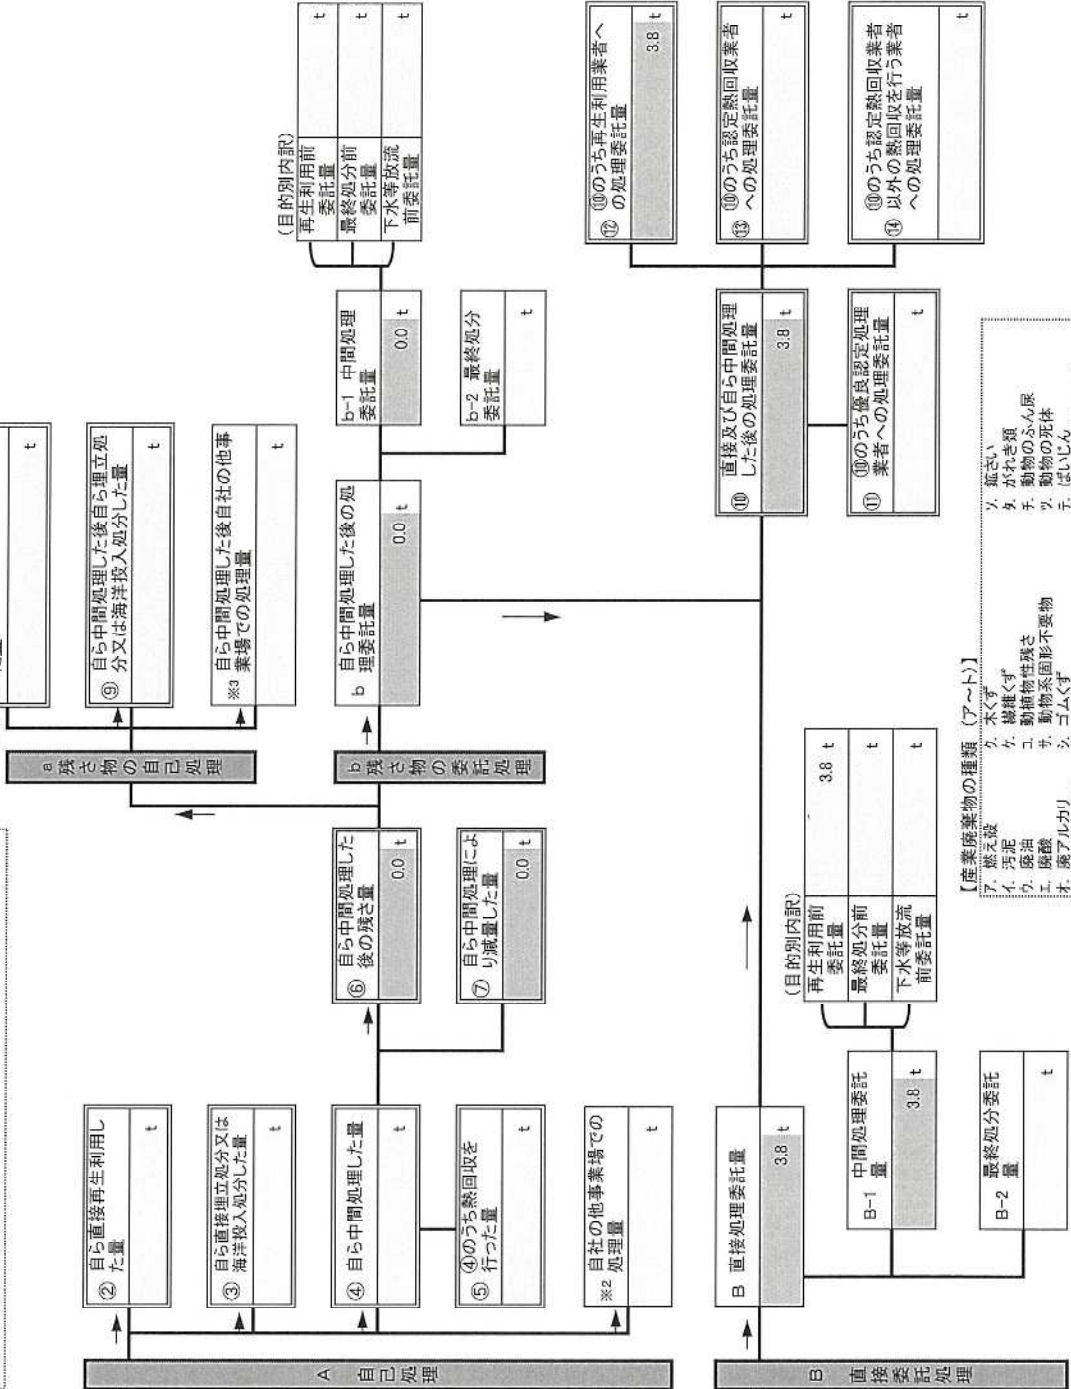 A 自己処理
② 自ら直接再生利用し
た量
t
③ 自ら直接埋立処分又は
海洋投入処分した量
t
④ 自ら中間処理した量
t
⑤ ④のうち熱回収を
行った量
t
※2 自社の他事業場での
処理量
t
⑥ 自ら中間処理した
後の残さ量
0.0 t
⑦ 自ら中間処理によ
り減量した量
0.0 t
a 残さ物の自己処理
t
⑨ 自ら中間処理した後自ら埋立処
分又は海洋投入処分した量
t
※3 自ら中間処理した後自社の他事
業場での処理量
t
b 残さ物の委託処理
b 自ら中間処理した後の処
理委託量
0.0 t
b-1 中間処理
委託量
0.0 t
b-2 最終処分
委託量
t
(目的別内訳)
再生利用前
委託量
t
最終処分前
委託量
t
下水等放流
前委託量
t
B 直接委託処理
B 直接処理委託量
3.8 t
B-1 中間処理委託
量
3.8 t
B-2 最終処分委託
量
t
(目的別内訳)
再生利用前
委託量
3.8 t
最終処分前
委託量
t
下水等放流
前委託量
t
⑩ 直接及び自ら中間処理
した後の処理委託量
3.8 t
⑪ ⑩のうち優良認定処理
業者への処理委託量
t
⑫ ⑩のうち再生利用業者へ
の処理委託量
3.8 t
⑬ ⑩のうち認定熱回収業者
への処理委託量
t
⑭ ⑩のうち認定熱回収業者
以外の熱回収を行う業者
への処理委託量
t
【産業廃棄物の種類 (ア~ト)】
ア. 燃え殻
イ. 汚泥
ウ. 廃油
エ. 廃酸
オ. 廃アルカリ
ク. 木くず
ケ. 繊維くず
コ. 動植物性残さ
サ. 動物系固形不要物
シ. ゴムくず
ソ. 鉱さい
タ. がれき類
チ. 動物のふん尿
ツ. 動物の死体
テ. ばいじん